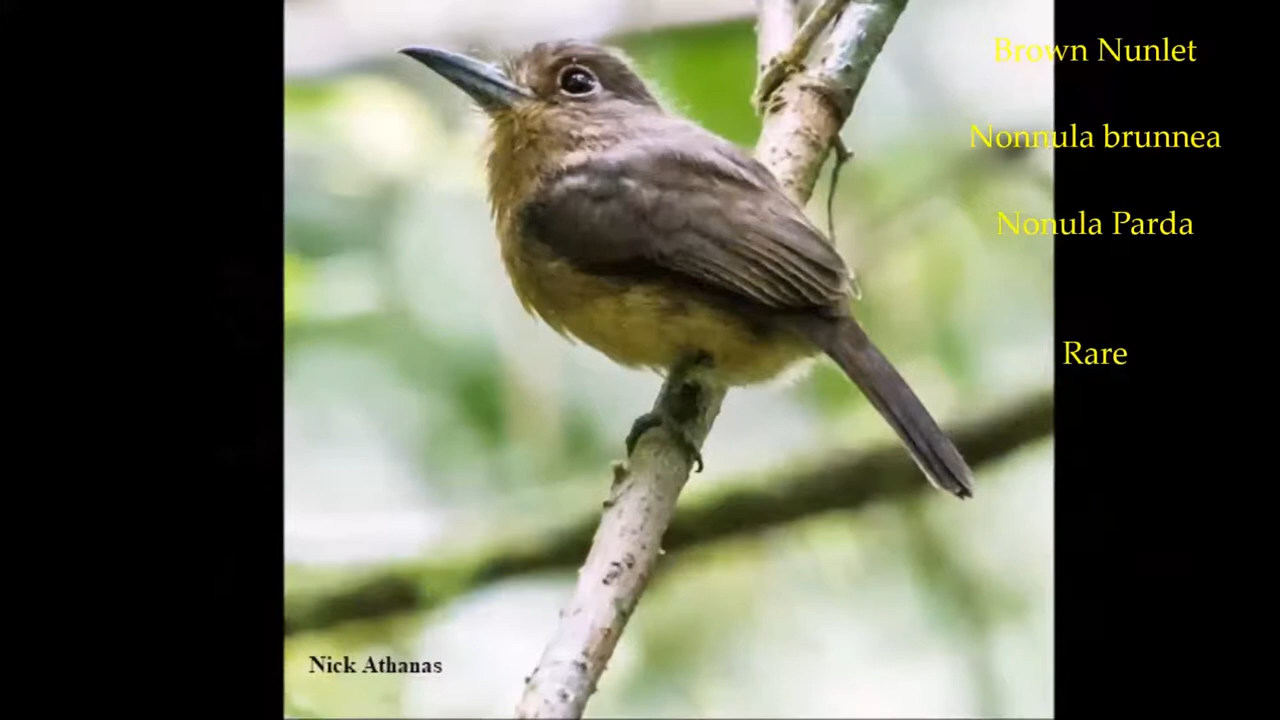 Brown Nunlet
Nonnula brunnea
Nonula Parda
Rare
Nick Athanas